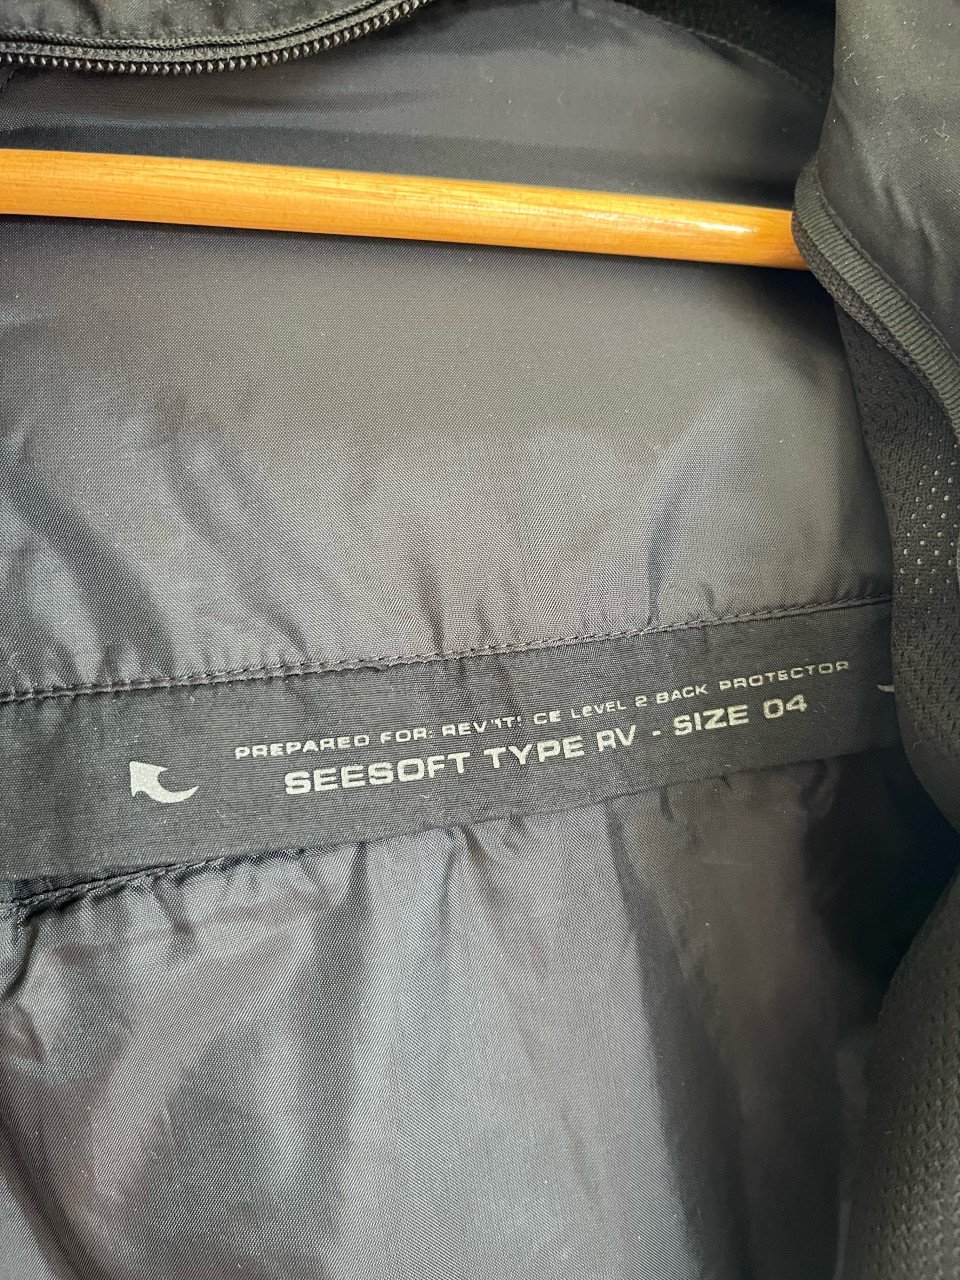 PREPARED FOR: REV'IT! CE LEVEL 2 BACK PROTECTOR
SEESOFT TYPE RV - SIZE 04